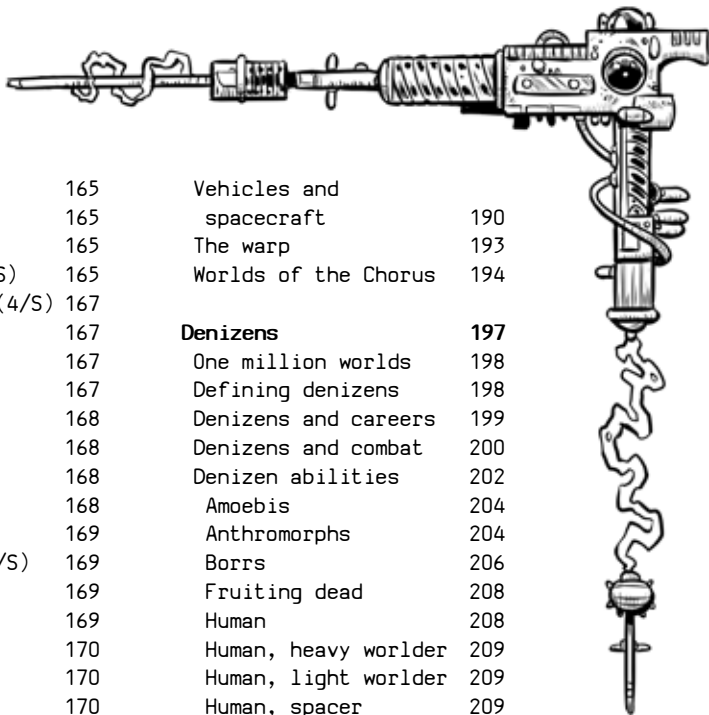 165
165
165
S) 165
(4/S) 167
167
167
167
168
168
168
168
169
/S) 169
169
169
170
170
170
Vehicles and
spacecraft 190
The warp 193
Worlds of the Chorus 194
Denizens 197
One million worlds 198
Defining denizens 198
Denizens and careers 199
Denizens and combat 200
Denizen abilities 202
Amoebis 204
Anthromorphs 204
Borrs 206
Fruiting dead 208
Human 208
Human, heavy worlder 209
Human, light worlder 209
Human, spacer 209